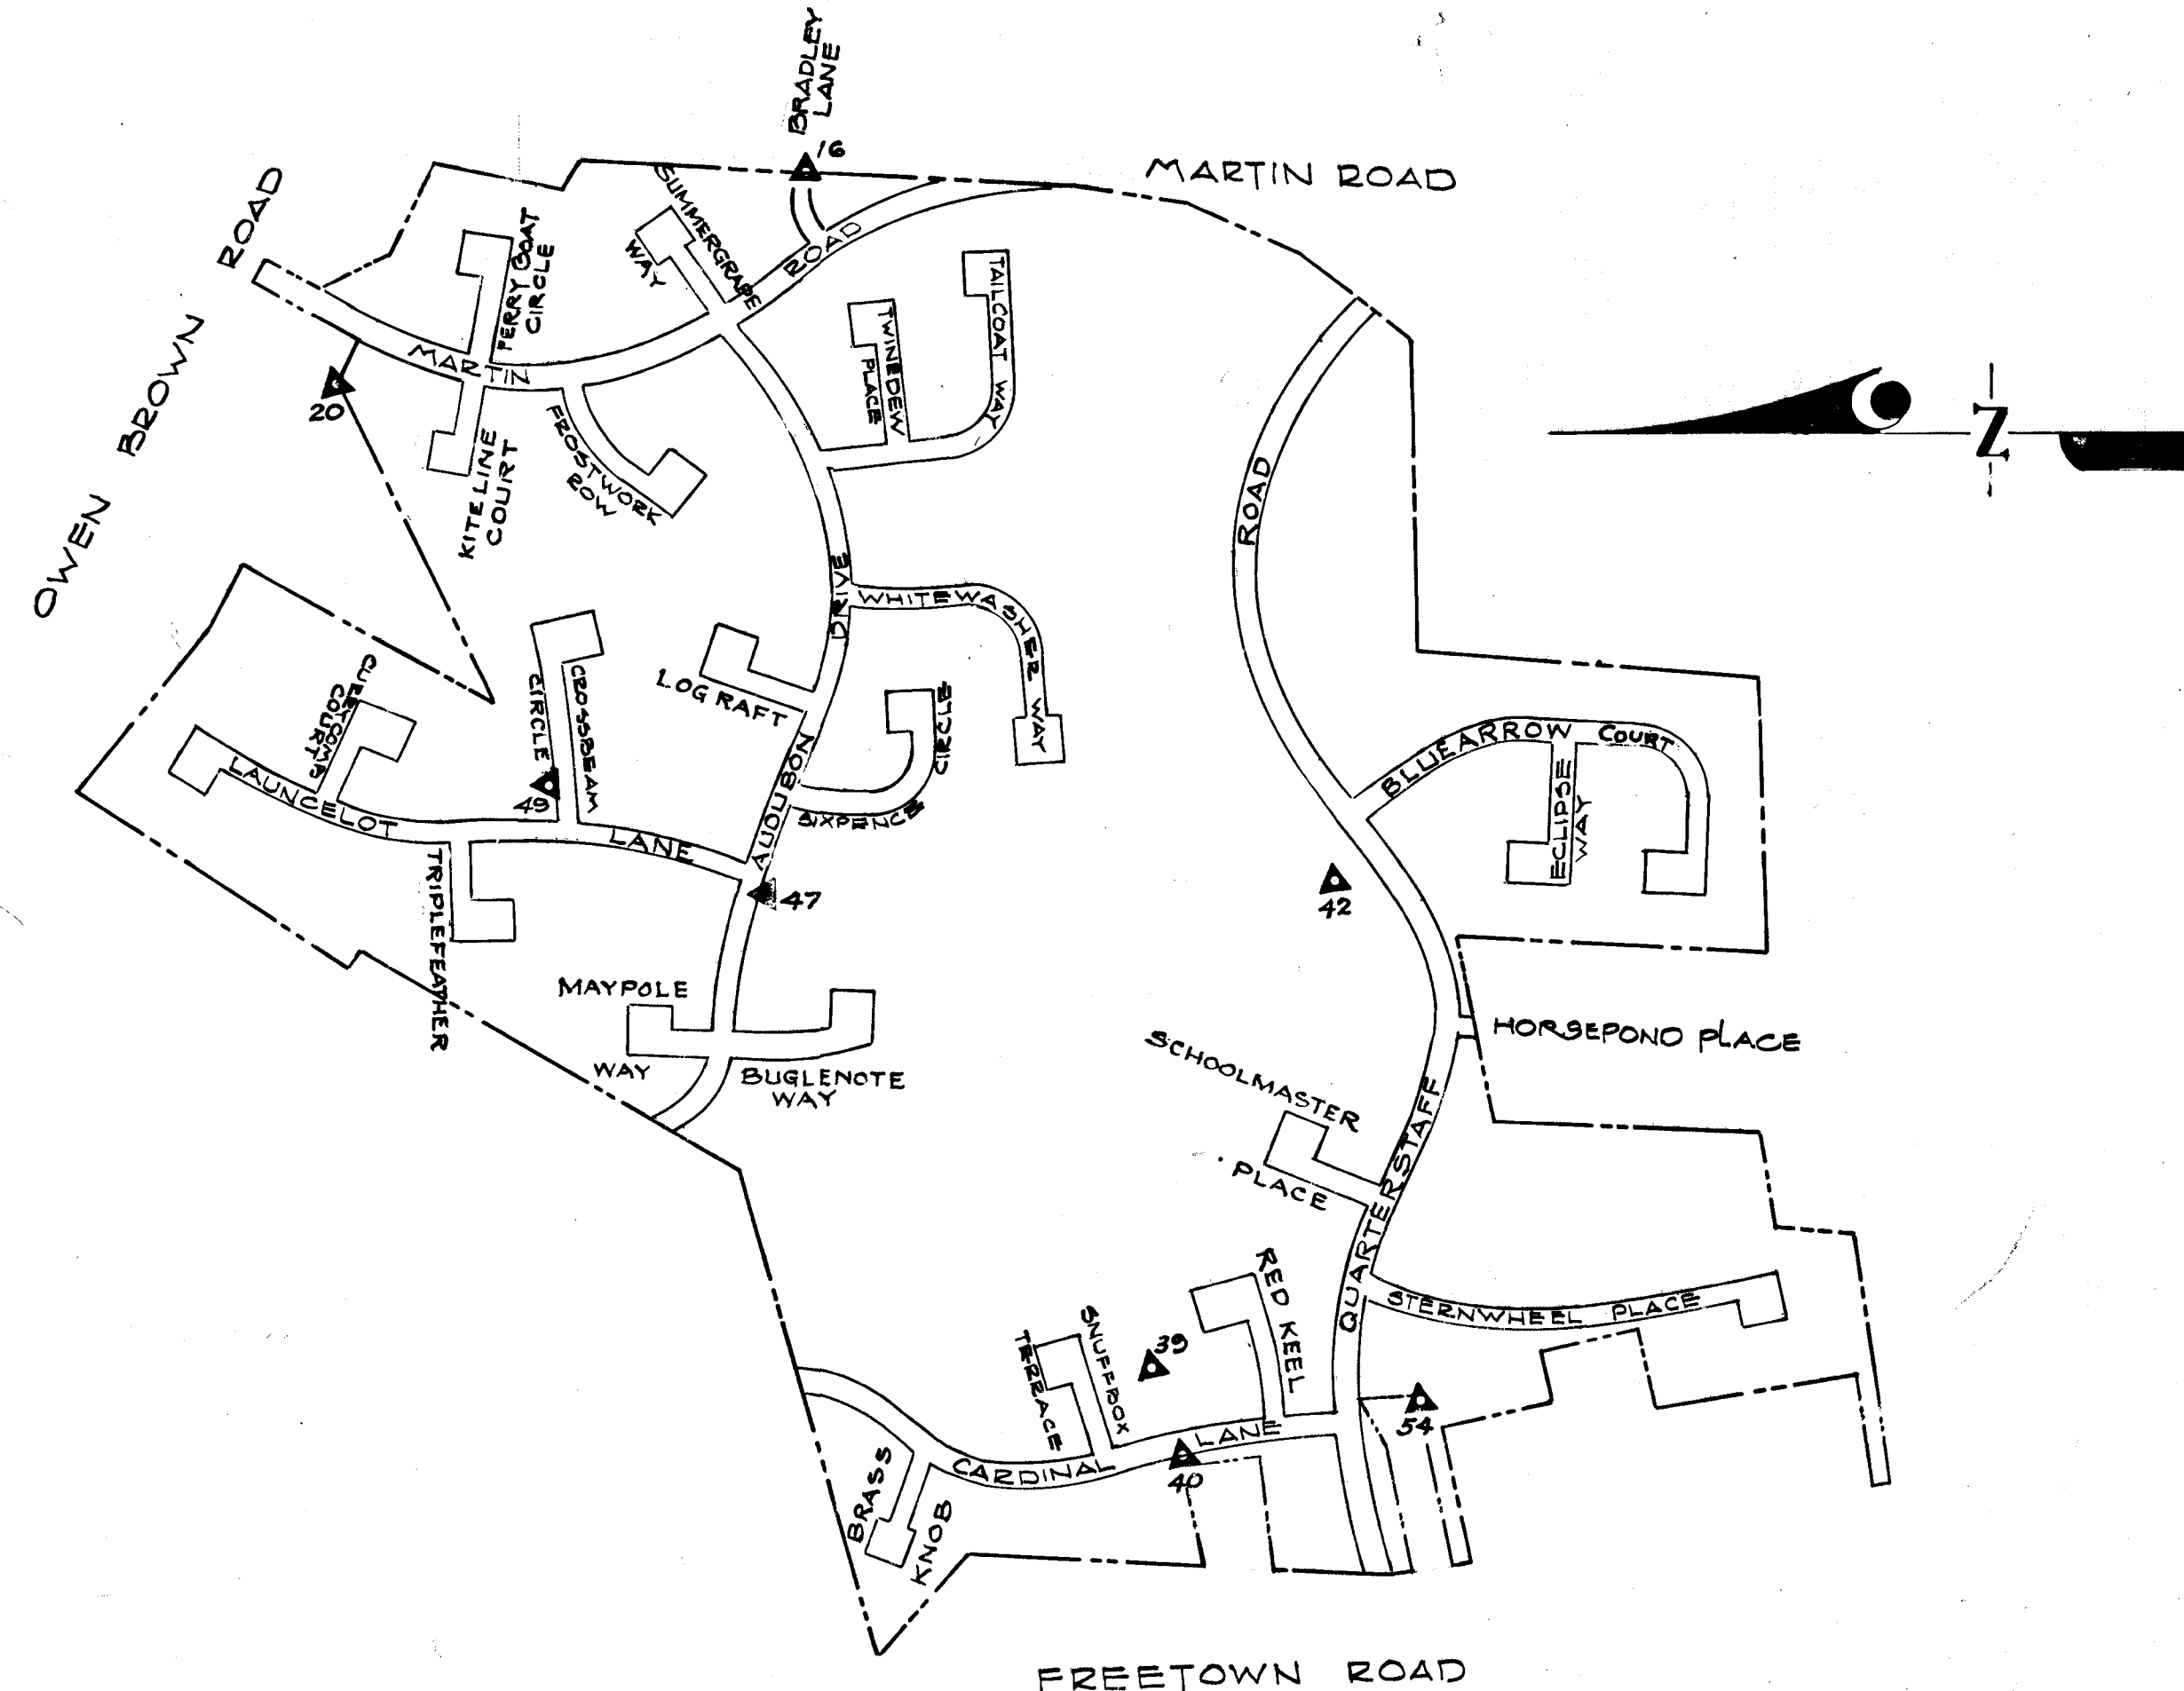 BRADLEY
LANE
16
MARTIN ROAD
OWEN BROWN ROAD
SUMMERGRAPE
WAY
FERRY BOAT
CIRCLE
MARTIN ROAD
TAILCOAT WAY
TWINEDEW
PLACE
20
KITE LINE
COURT
FROSTWORK
ROW
N
AUDUBON DRIVE
WHITEWASHER WAY
LOG RAFT
CROSSBEAM
CIRCLE
COURT
LAUNCELOT LANE
49
SIXPENCE CIRCLE
47
TRIPLEFEATHER
MAYPOLE
WAY
BUGLENOTE
WAY
BLUEARROW COURT
ECLIPSE
WAY
42
HORSEPOND PLACE
SCHOOLMASTER
PLACE
QUARTERSTAFF ROAD
STERNWHEEL PLACE
RED KEEL
39
SNUFFBOX
TERRACE
54
CARDINAL LANE
40
BRASS
KNOB
FREETOWN ROAD